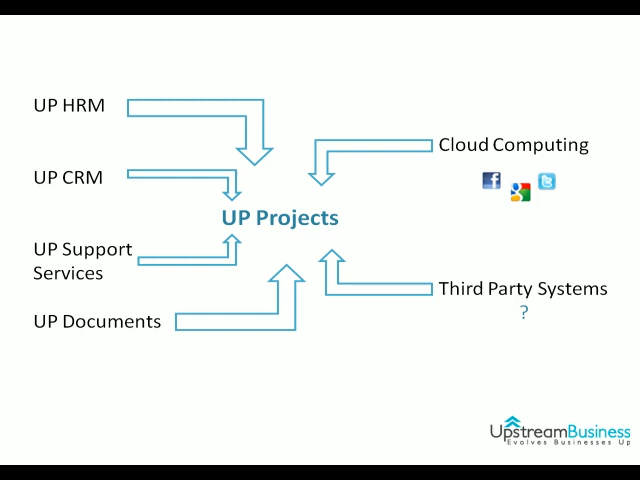 UP HRM
UP CRM
UP Support
Services
UP Documents
UP Projects
Cloud Computing
f
g
t
Third Party Systems
?
UpstreamBusiness
Evolves Businesses Up